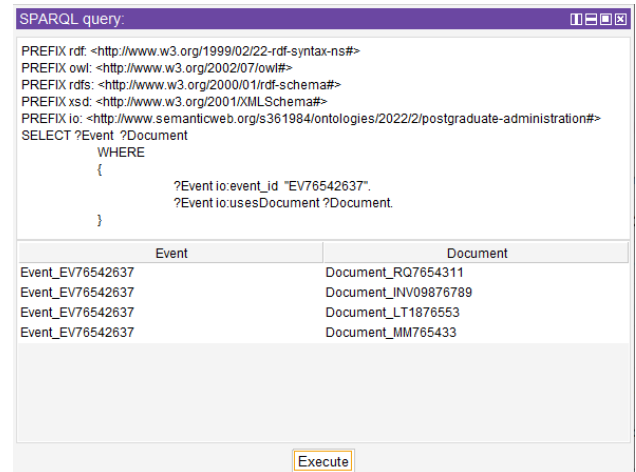 SPARQL query:
PREFIX rdf: <http://www.w3.org/1999/02/22-rdf-syntax-ns#>
PREFIX owl: <http://www.w3.org/2002/07/owl#>
PREFIX rdfs: <http://www.w3.org/2000/01/rdf-schema#>
PREFIX xsd: <http://www.w3.org/2001/XMLSchema#>
PREFIX io: <http://www.semanticweb.org/s361984/ontologies/2022/2/postgraduate-administration#>
SELECT ?Event ?Document
WHERE
{
?Event io:event_id "EV76542637".
?Event io:usesDocument ?Document.
}
Event Document
Event_EV76542637 Document_RQ7654311
Event_EV76542637 Document_INV09876789
Event_EV76542637 Document_LT1876553
Event_EV76542637 Document_MM765433
Execute